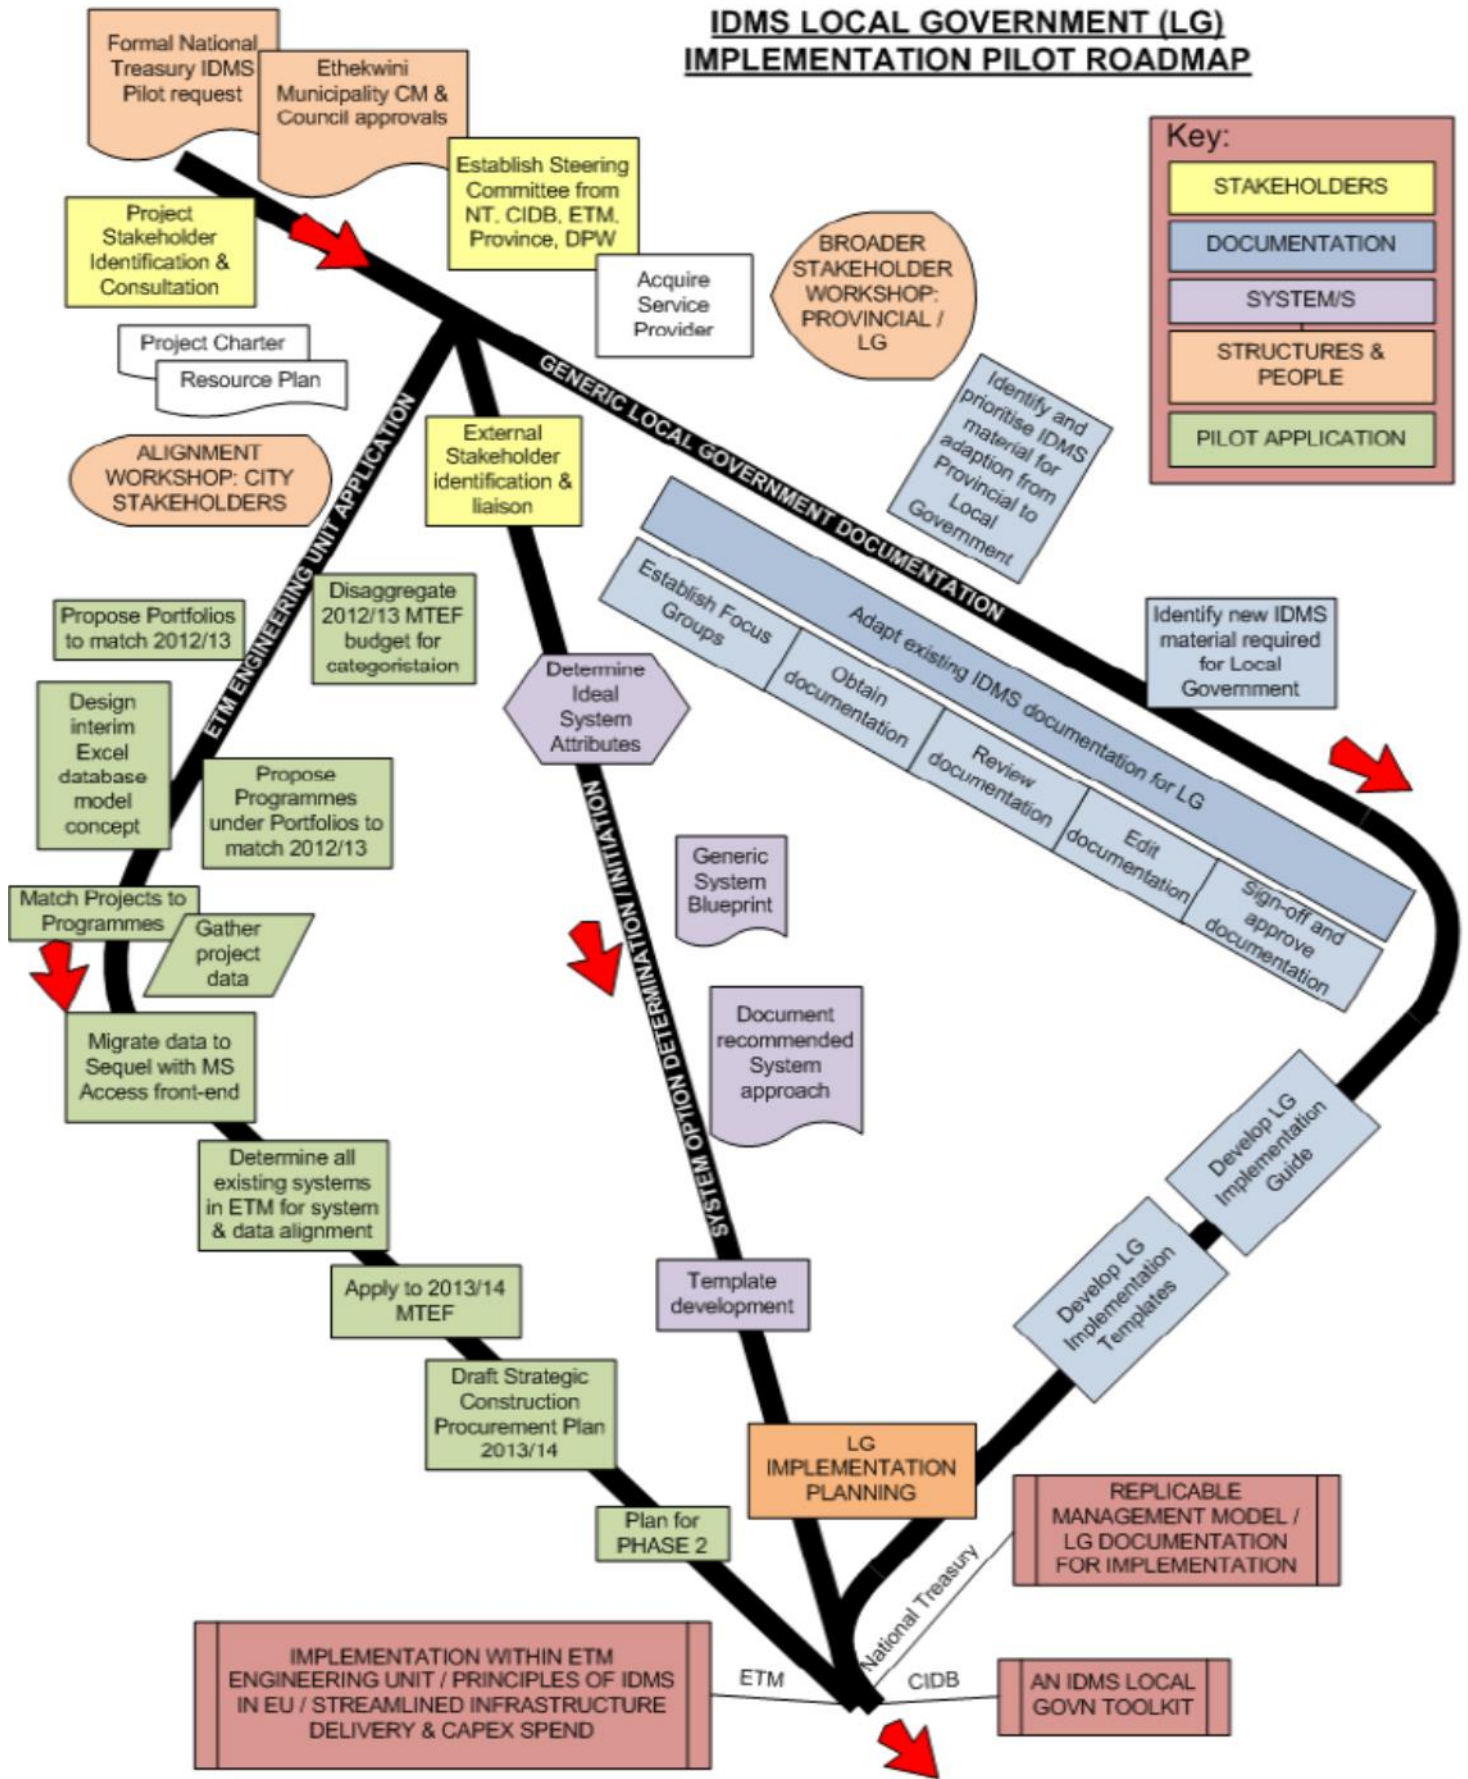 IDMS LOCAL GOVERNMENT (LG)
IMPLEMENTATION PILOT ROADMAP
Formal National
Treasury IDMS
Pilot request
Ethekwini
Municipality CM &
Council approvals
Establish Steering
Committee from
NT, CIDB, ETM,
Province, DPW
Key:
STAKEHOLDERS
DOCUMENTATION
SYSTEM/S
STRUCTURES &
PEOPLE
PILOT APPLICATION
Project
Stakeholder
Identification &
Consultation
Acquire
Service
Provider
BROADER
STAKEHOLDER
WORKSHOP:
PROVINCIAL /
LG
Project Charter
Resource Plan
ALIGNMENT
WORKSHOP: CITY
STAKEHOLDERS
External
Stakeholder
identification &
liaison
GENERIC LOCAL GOVERNMENT DOCUMENTATION
Identify and
prioritise IDMS
material for
adaption from
Provincial to
Local
Government
ETM ENGINEERING UNIT APPLICATION
Propose Portfolios
to match 2012/13
Disaggregate
2012/13 MTEF
budget for
categoristaion
Adapt existing IDMS documentation for LG
Establish Focus
Groups
Obtain
documentation
Review
documentation
Edit
documentation
Sign-off and
approve
documentation
Identify new IDMS
material required
for Local
Government
Design
interim
Excel
database
model
concept
Propose
Programmes
under Portfolios to
match 2012/13
Determine
Ideal
System
Attributes
SYSTEM OPTION DETERMINATION / INITIATION
Generic
System
Blueprint
Match Projects to
Programmes
Gather
project
data
Document
recommended
System
approach
Migrate data to
Sequel with MS
Access front-end
Determine all
existing systems
in ETM for system
& data alignment
Develop LG
Implementation
Guide
Develop LG
Implementation
Templates
Apply to 2013/14
MTEF
Template
development
Draft Strategic
Construction
Procurement Plan
2013/14
LG
IMPLEMENTATION
PLANNING
Plan for
PHASE 2
REPLICABLE
MANAGEMENT MODEL /
LG DOCUMENTATION
FOR IMPLEMENTATION
National Treasury
IMPLEMENTATION WITHIN ETM
ENGINEERING UNIT / PRINCIPLES OF IDMS
IN EU / STREAMLINED INFRASTRUCTURE
DELIVERY & CAPEX SPEND
ETM
CIDB
AN IDMS LOCAL
GOVN TOOLKIT